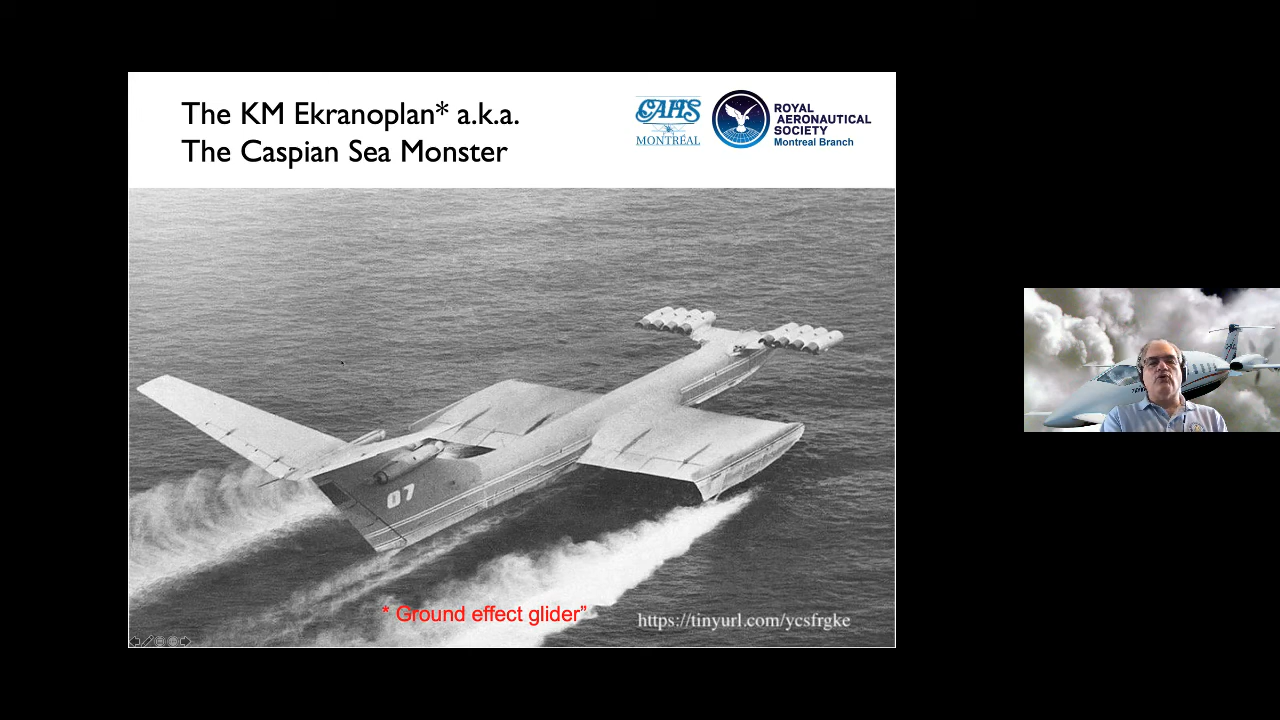 The KM Ekranoplan* a.k.a.
The Caspian Sea Monster
CAHS
MONTRÉAL
ROYAL
AERONAUTICAL
SOCIETY
Montreal Branch
07
* Ground effect glider”
https://tinyurl.com/ycsfrgke